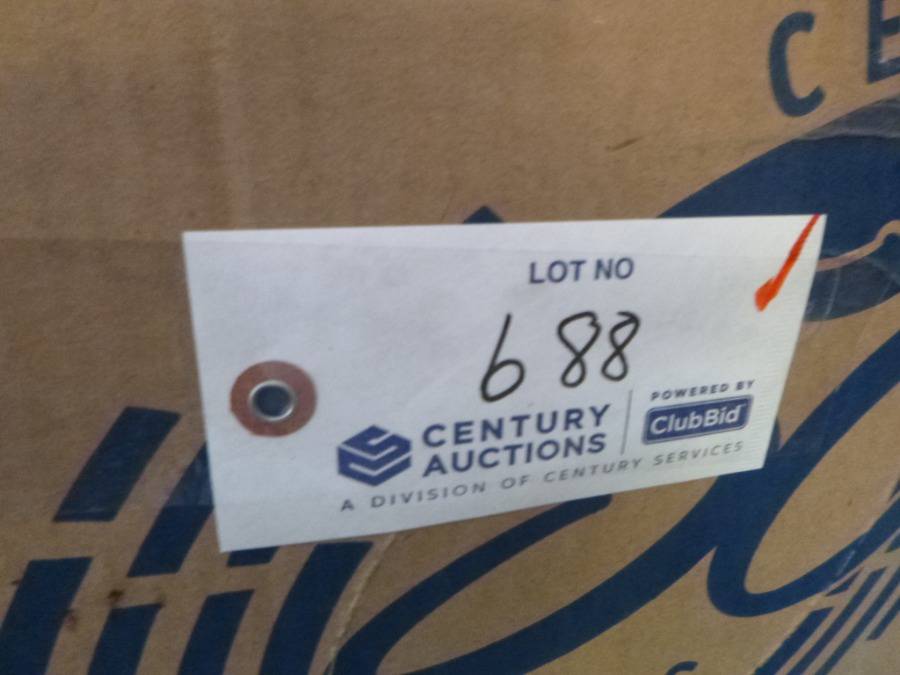 LOT NO
688
CENTURY
AUCTIONS
POWERED BY
ClubBid
A DIVISION OF CENTURY SERVICES